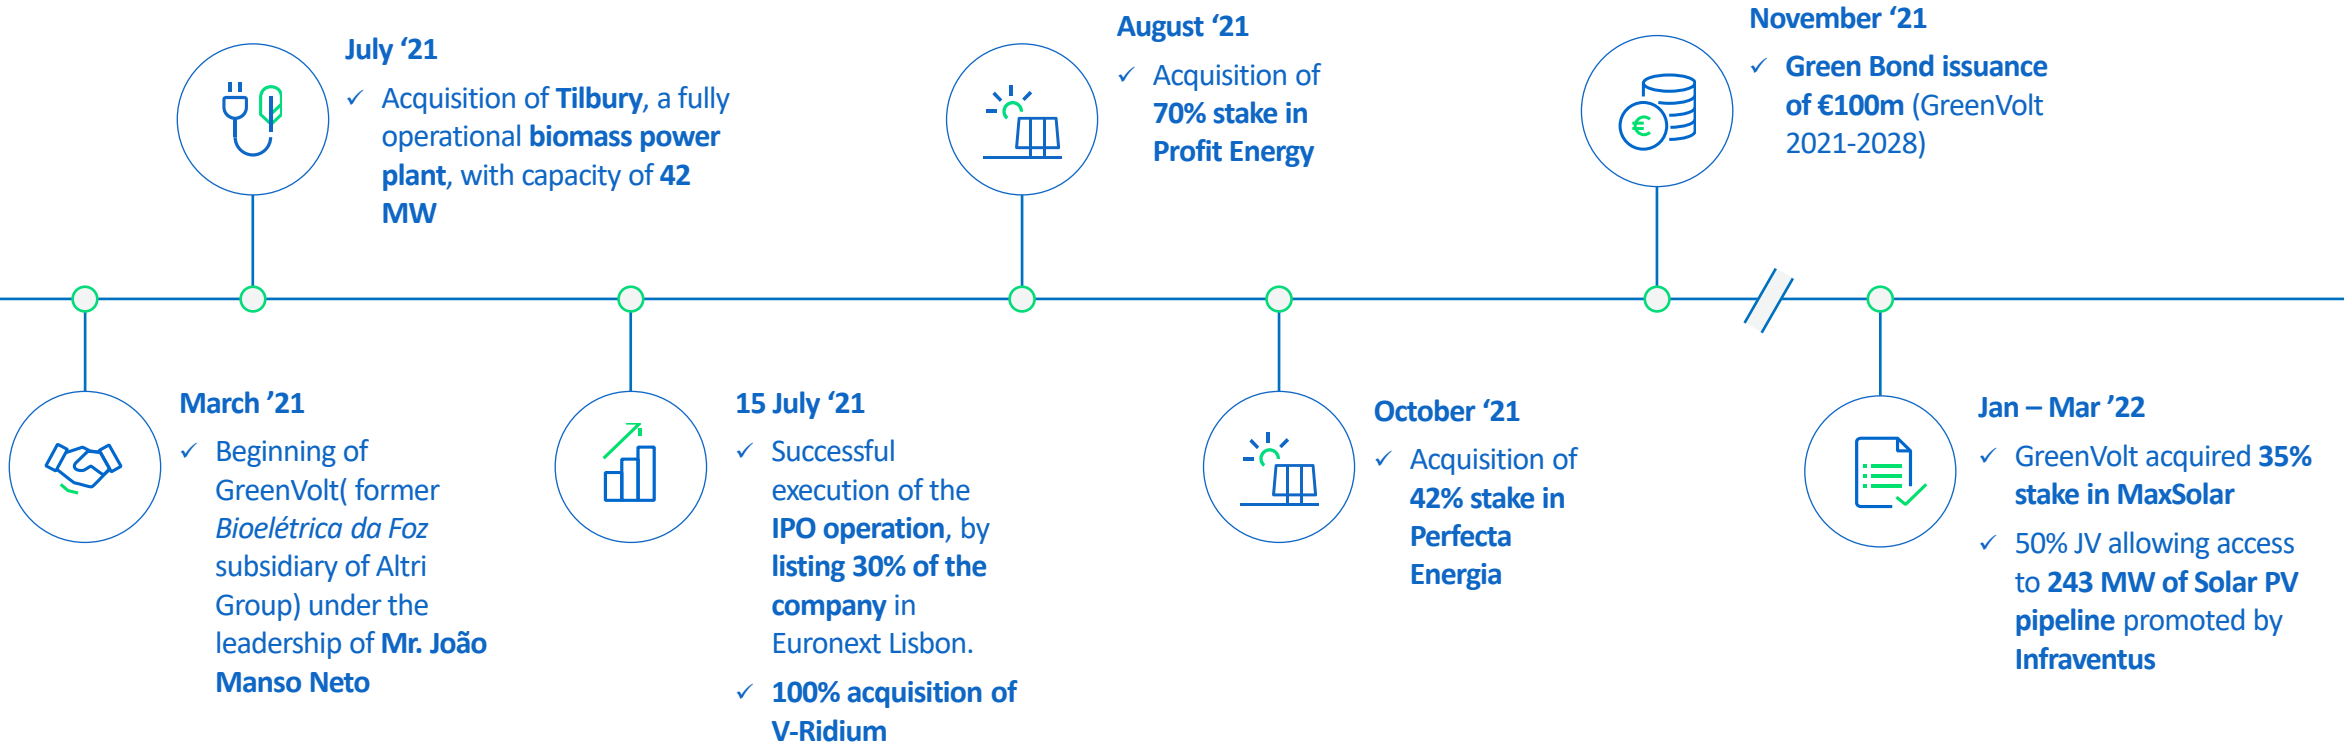 March ’21
✓ Beginning of
GreenVolt( former
Bioelétrica da Foz
subsidiary of Altri
Group) under the
leadership of Mr. João
Manso Neto
July ‘21
✓ Acquisition of Tilbury, a fully
operational biomass power
plant, with capacity of 42
MW
15 July ‘21
✓ Successful
execution of the
IPO operation, by
listing 30% of the
company in
Euronext Lisbon.
✓ 100% acquisition of
V-Ridium
August ‘21
✓ Acquisition of
70% stake in
Profit Energy
October ‘21
✓ Acquisition of
42% stake in
Perfecta
Energia
November ‘21
✓ Green Bond issuance
of €100m (GreenVolt
2021-2028)
€
Jan – Mar ’22
✓ GreenVolt acquired 35%
stake in MaxSolar
✓ 50% JV allowing access
to 243 MW of Solar PV
pipeline promoted by
Infraventus